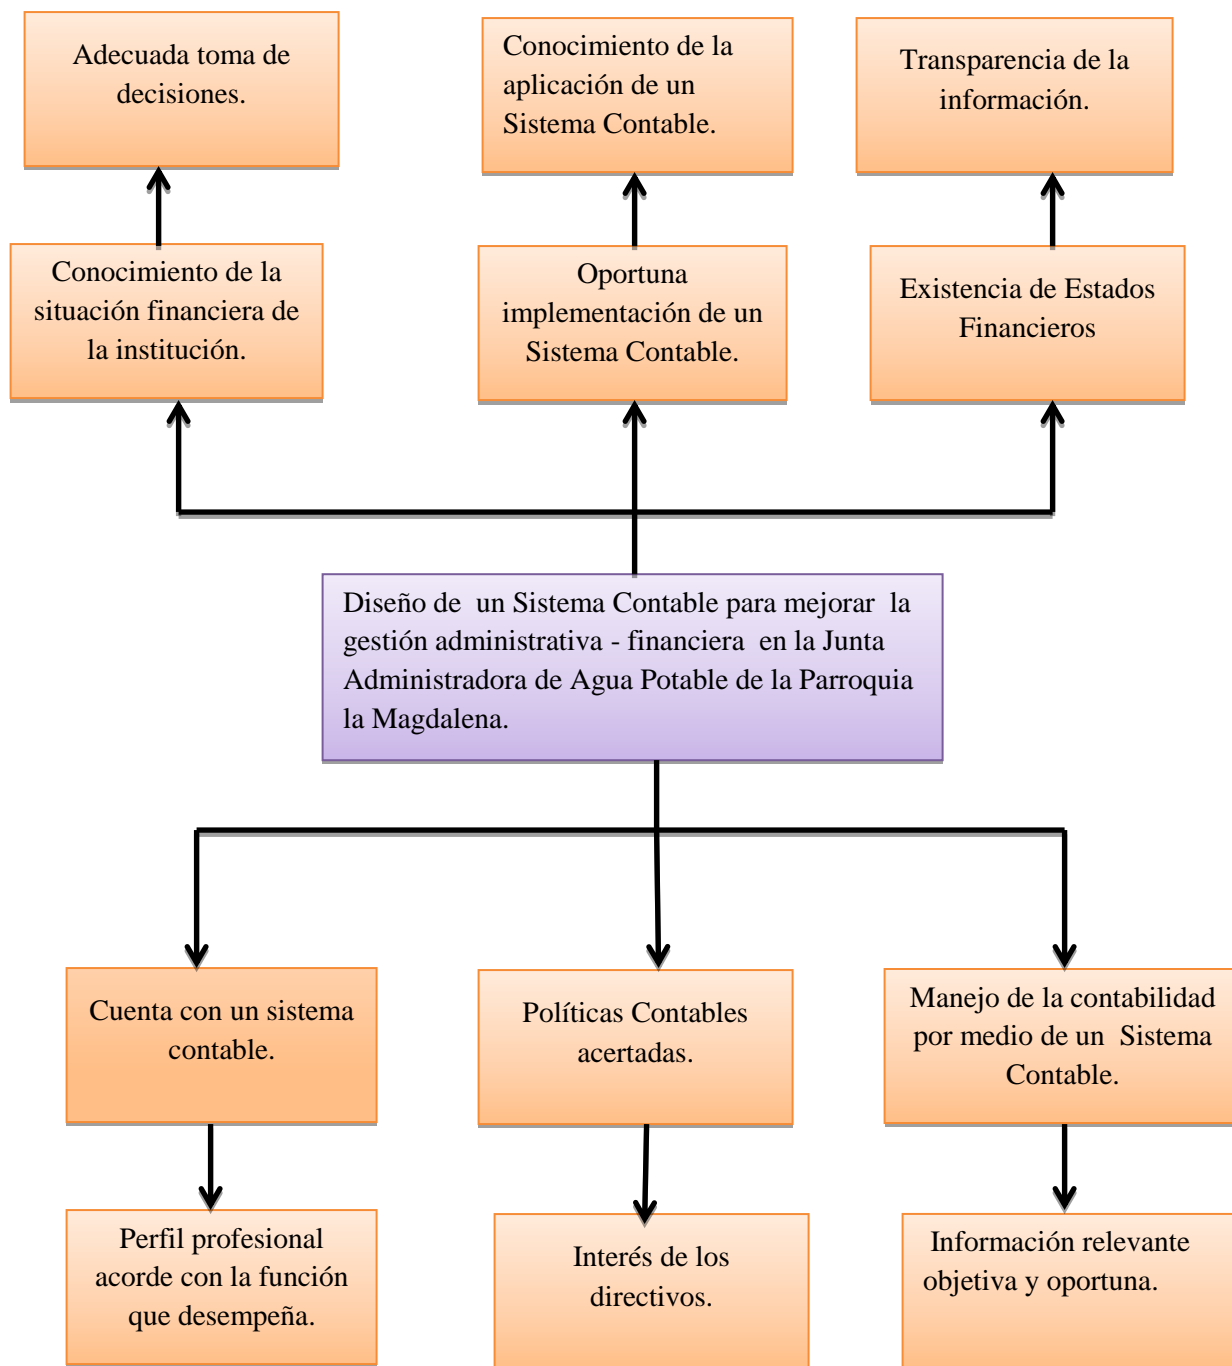 Adecuada toma de
decisiones.
Conocimiento de la
aplicación de un
Sistema Contable.
Transparencia de la
información.
Conocimiento de la
situación financiera de
la institución.
Oportuna
implementación de un
Sistema Contable.
Existencia de Estados
Financieros
Diseño de  un Sistema Contable para mejorar  la
gestión administrativa - financiera  en la Junta
Administradora de Agua Potable de la Parroquia
la Magdalena.
Cuenta con un sistema
contable.
Políticas Contables
acertadas.
Manejo de la contabilidad
por medio de un  Sistema
Contable.
Perfil profesional
acorde con la función
que desempeña.
Interés de los
directivos.
Información relevante
objetiva y oportuna.